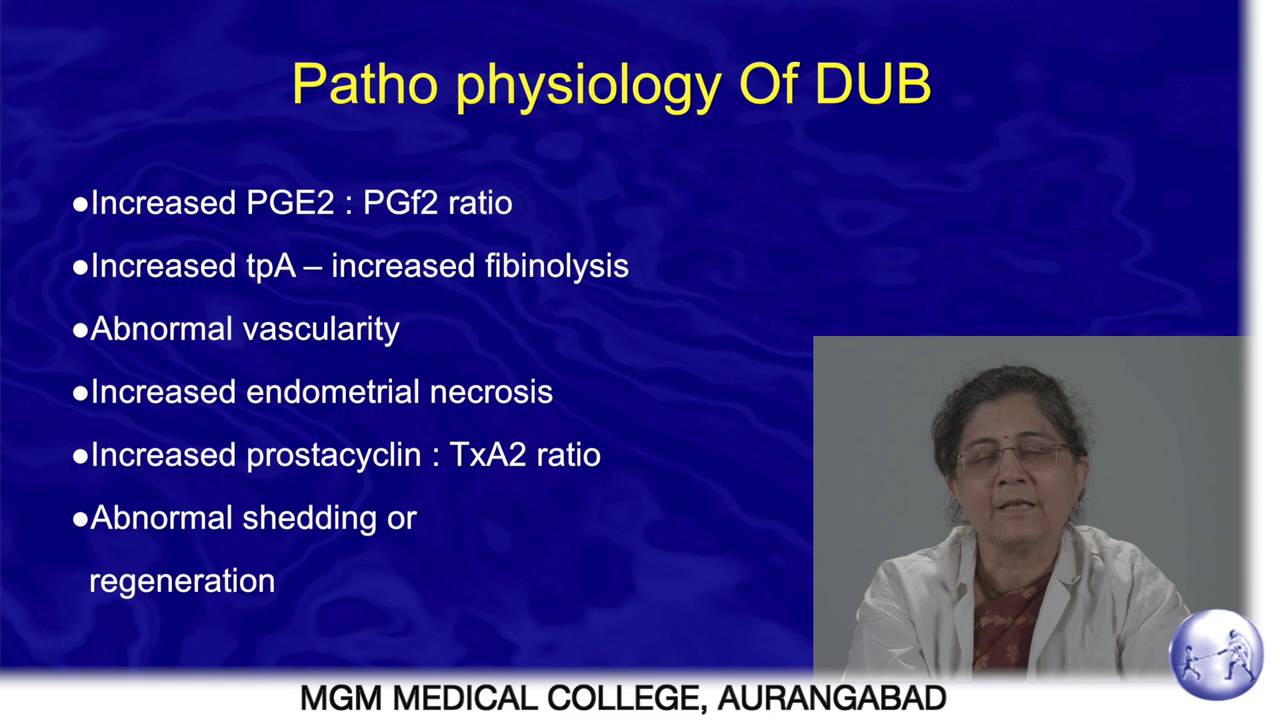 Patho physiology Of DUB
●Increased PGE2 : PGf2 ratio
●Increased tpA – increased fibinolysis
●Abnormal vascularity
●Increased endometrial necrosis
●Increased prostacyclin : TxA2 ratio
●Abnormal shedding or
regeneration
MGM MEDICAL COLLEGE, AURANGABAD